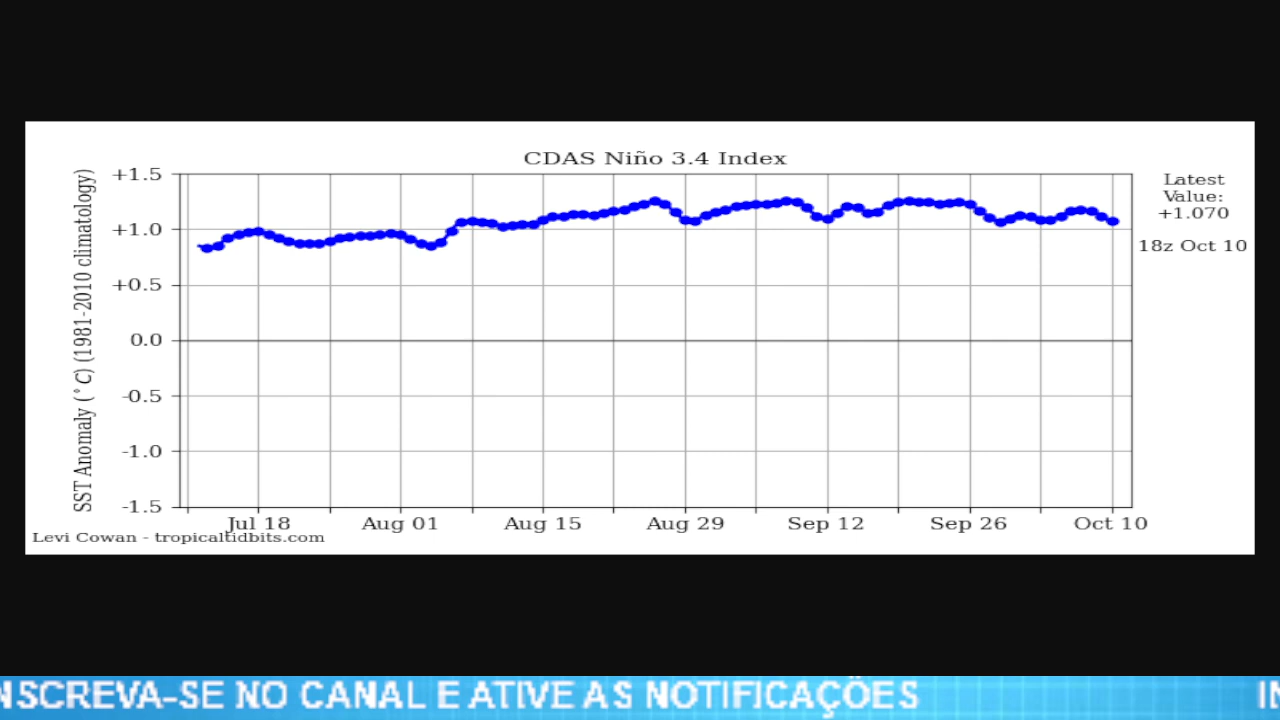 CDAS Niño 3.4 Index
SST Anomaly (°C) (1981-2010 climatology)
+1.5
+1.0
+0.5
0.0
-0.5
-1.0
-1.5
Jul 18
Aug 01
Aug 15
Aug 29
Sep 12
Sep 26
Oct 10
Latest
Value:
+1.070
18z Oct 10
Levi Cowan - tropicaltidbits.com
NSCREVA-SE NO CANAL E ATIVE AS NOTIFICAÇÕES
IN